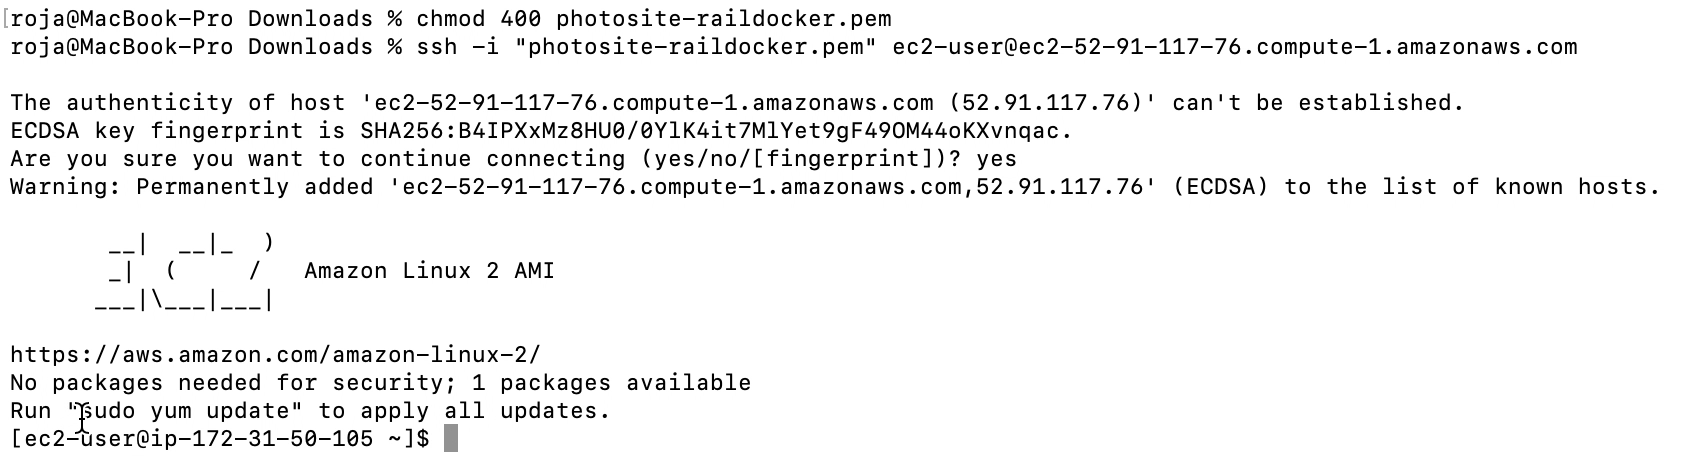 [roja@MacBook-Pro Downloads % chmod 400 photosite-raildocker.pem
roja@MacBook-Pro Downloads % ssh -i "photosite-raildocker.pem" ec2-user@ec2-52-91-117-76.compute-1.amazonaws.com
The authenticity of host 'ec2-52-91-117-76.compute-1.amazonaws.com (52.91.117.76)' can't be established.
ECDSA key fingerprint is SHA256:B4IPXxMz8HU0/0YlK4it7MlYet9gF49OM44oKXvnqac.
Are you sure you want to continue connecting (yes/no/[fingerprint])? yes
Warning: Permanently added 'ec2-52-91-117-76.compute-1.amazonaws.com,52.91.117.76' (ECDSA) to the list of known hosts.
       __|  __|_  )
       _|  (     /   Amazon Linux 2 AMI
      ___|\___|___|
https://aws.amazon.com/amazon-linux-2/
No packages needed for security; 1 packages available
Run "sudo yum update" to apply all updates.
[ec2-user@ip-172-31-50-105 ~]$